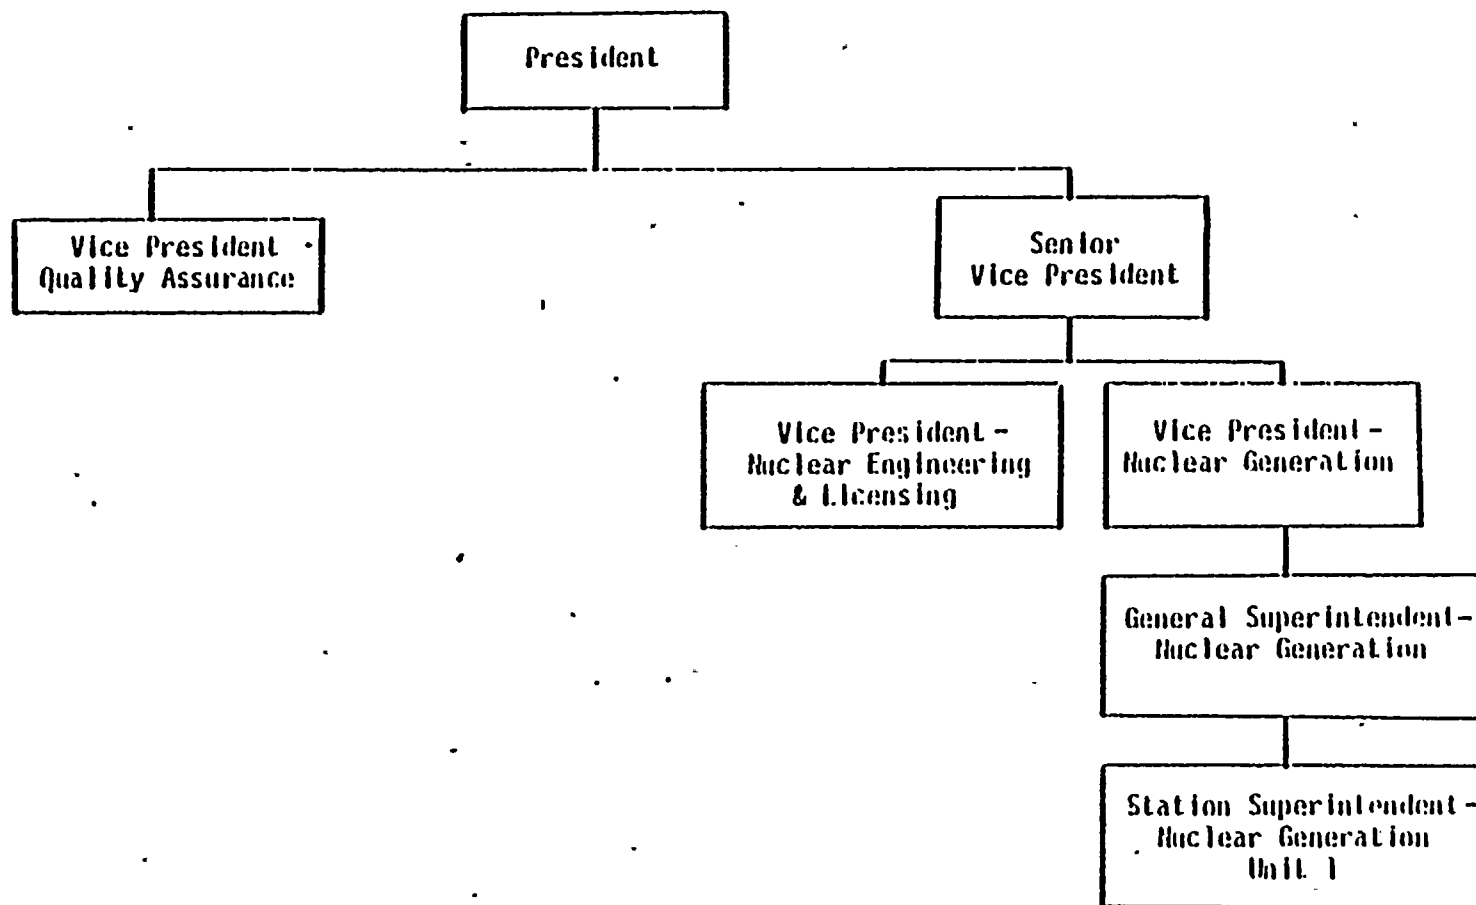 President
Vice President
Quality Assurance
Senior
Vice President
Vice President-
Nuclear Engineering
& Licensing
Vice President-
Nuclear Generation
General Superintendent-
Nuclear Generation
Station Superintendent-
Nuclear Generation
Unit 1